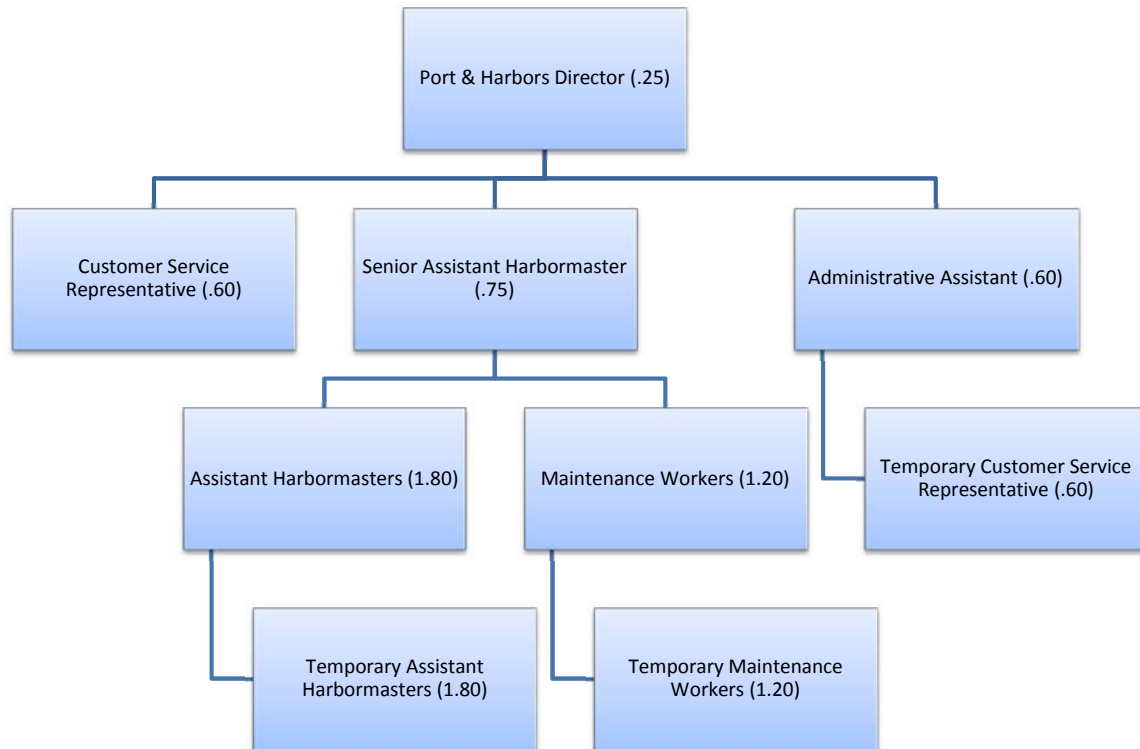 Port & Harbors Director (.25)
Customer Service
Representative (.60)
Senior Assistant Harbormaster
(.75)
Administrative Assistant (.60)
Assistant Harbormasters (1.80)
Maintenance Workers (1.20)
Temporary Customer Service
Representative (.60)
Temporary Assistant
Harbormasters (1.80)
Temporary Maintenance
Workers (1.20)